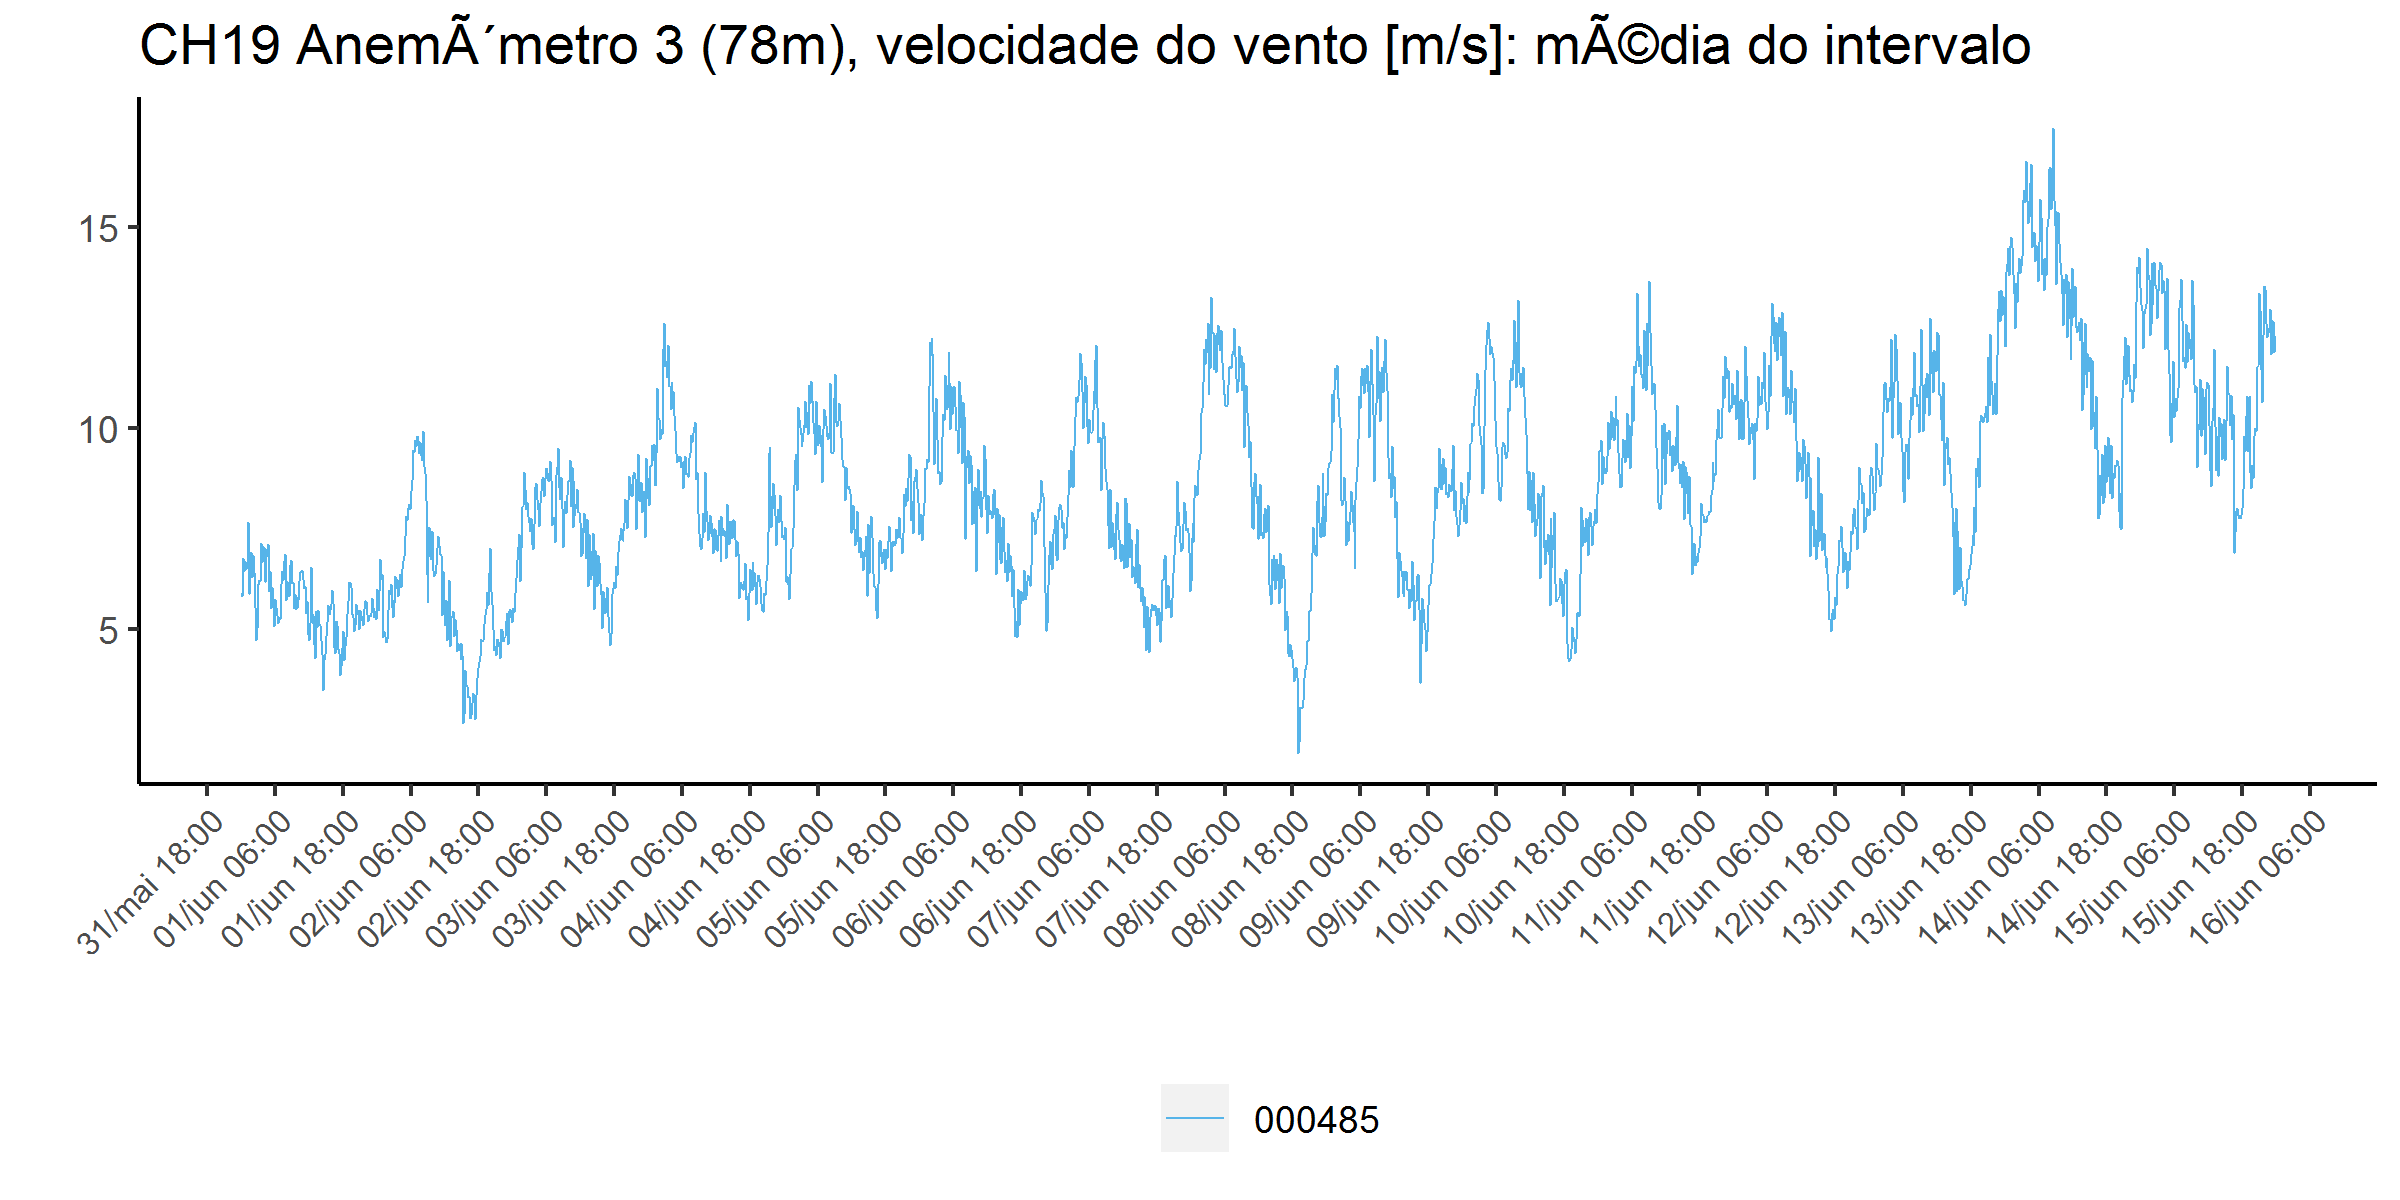 CH19 AnemÃ´metro 3 (78m), velocidade do vento [m/s]: mÃ©dia do intervalo
15
10
5
31/mai 18:00
01/jun 06:00
01/jun 18:00
02/jun 06:00
02/jun 18:00
03/jun 06:00
03/jun 18:00
04/jun 06:00
04/jun 18:00
05/jun 06:00
05/jun 18:00
06/jun 06:00
06/jun 18:00
07/jun 06:00
07/jun 18:00
08/jun 06:00
08/jun 18:00
09/jun 06:00
09/jun 18:00
10/jun 06:00
10/jun 18:00
11/jun 06:00
11/jun 18:00
12/jun 06:00
12/jun 18:00
13/jun 06:00
13/jun 18:00
14/jun 06:00
14/jun 18:00
15/jun 06:00
15/jun 18:00
16/jun 06:00
000485